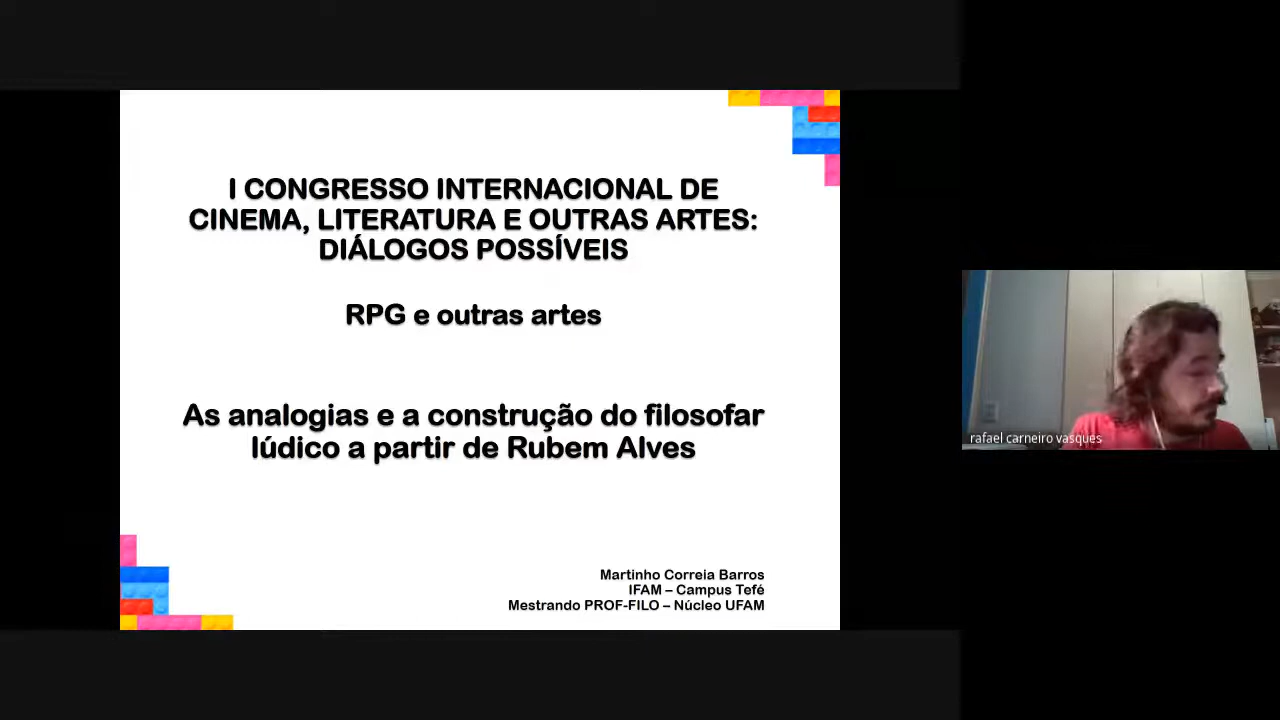 I CONGRESSO INTERNACIONAL DE
CINEMA, LITERATURA E OUTRAS ARTES:
DIÁLOGOS POSSÍVEIS
RPG e outras artes
As analogias e a construção do filosofar
lúdico a partir de Rubem Alves
Martinho Correia Barros
IFAM – Campus Tefé
Mestrando PROF-FILO – Núcleo UFAM
rafael carneiro vasques